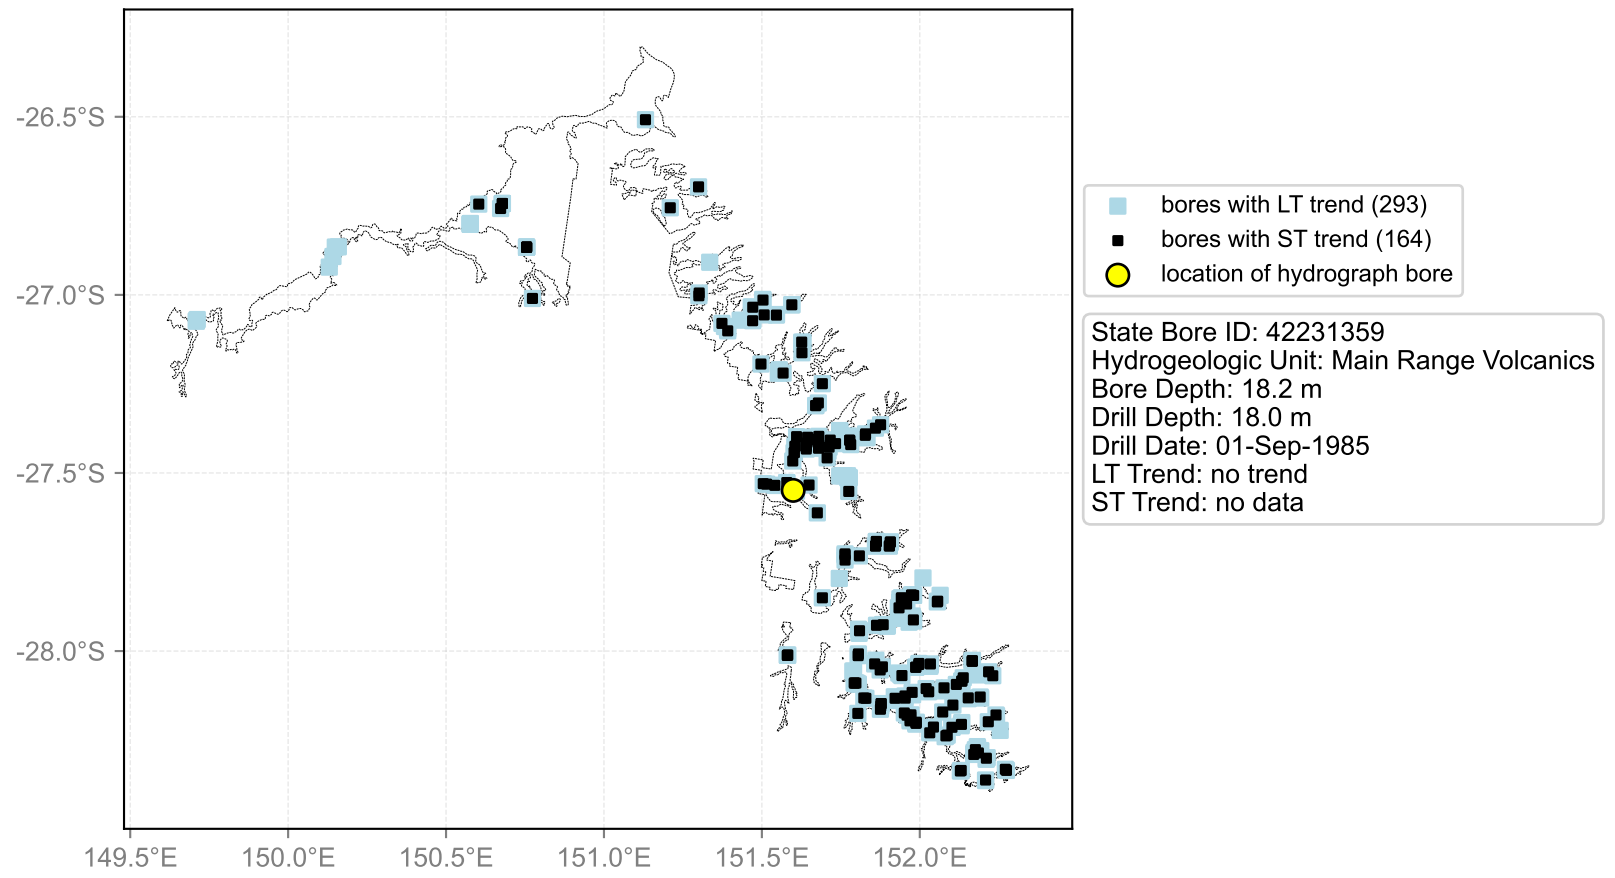 -26.5°S
-27.0°S
-27.5°S
-28.0°S
149.5°E
150.0°E
150.5°E
151.0°E
151.5°E
152.0°E
bores with LT trend (293)
bores with ST trend (164)
location of hydrograph bore
State Bore ID: 42231359
Hydrogeologic Unit: Main Range Volcanics
Bore Depth: 18.2 m
Drill Depth: 18.0 m
Drill Date: 01-Sep-1985
LT Trend: no trend
ST Trend: no data